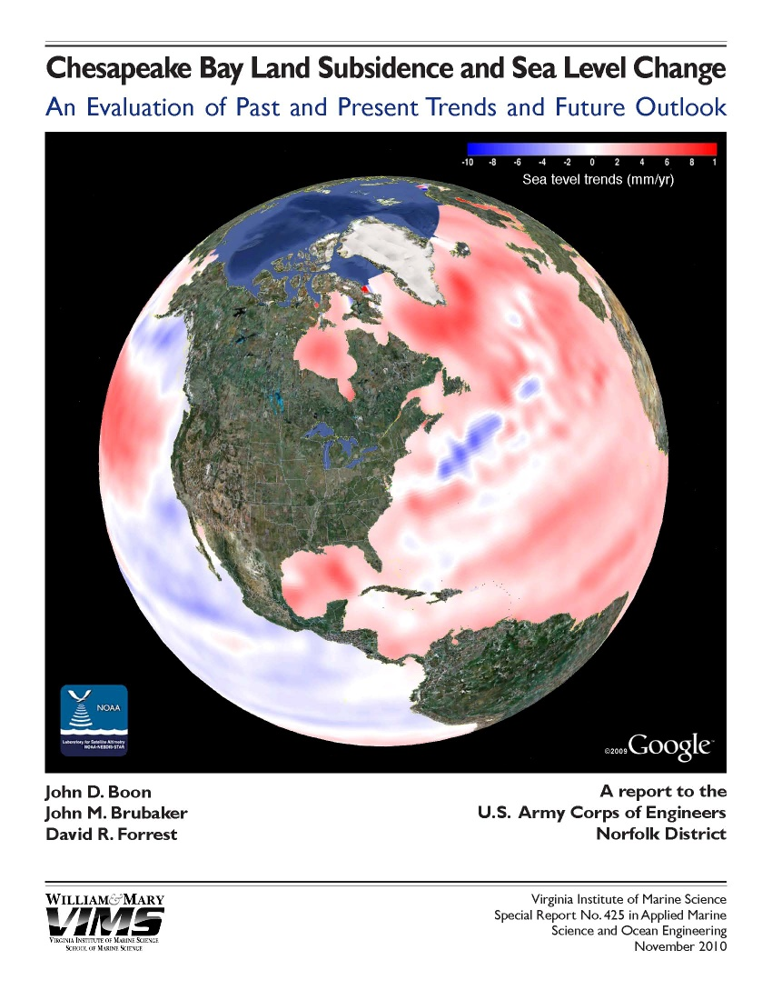 Chesapeake Bay Land Subsidence and Sea Level Change
An Evaluation of Past and Present Trends and Future Outlook
-10 -8 -6 -4 -2 0 2 4 6 8 1
Sea level trends (mm/yr)
NOAA
Laboratory for Satellite Altimetry
NOAA-NESDIS-STAR
©2009 Google
John D. Boon
John M. Brubaker
David R. Forrest
A report to the
U.S. Army Corps of Engineers
Norfolk District
WILLIAM & MARY
VIMS
VIRGINIA INSTITUTE OF MARINE SCIENCE
SCHOOL OF MARINE SCIENCE
Virginia Institute of Marine Science
Special Report No. 425 in Applied Marine
Science and Ocean Engineering
November 2010